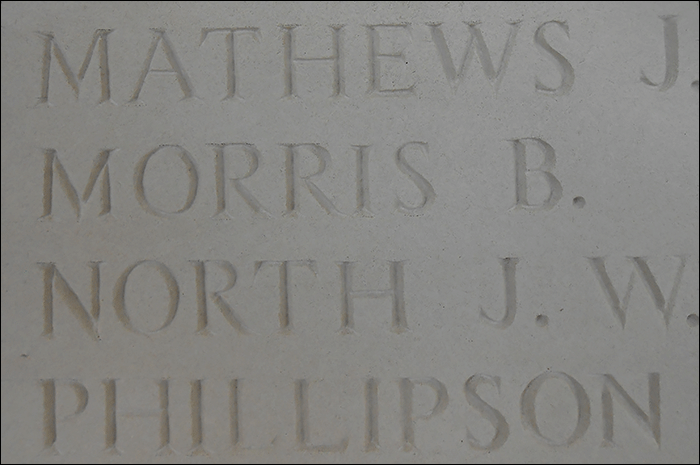 MATHEWS J.
MORRIS B.
NORTH J. W.
PHILLIPSON